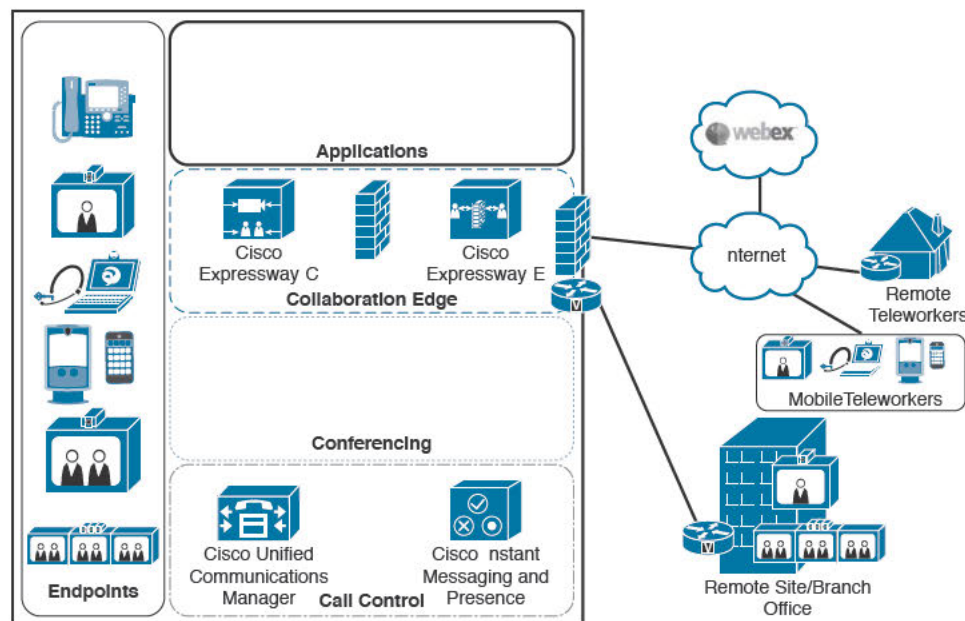 Applications
Cisco
Expressway C
Cisco
Expressway E
Collaboration Edge
Conferencing
Cisco Unified
Communications
Manager
Cisco nstant
Messaging and
Presence
Call Control
Endpoints
webex
nternet
Remote
Teleworkers
MobileTeleworkers
V
V
Remote Site/Branch
Office